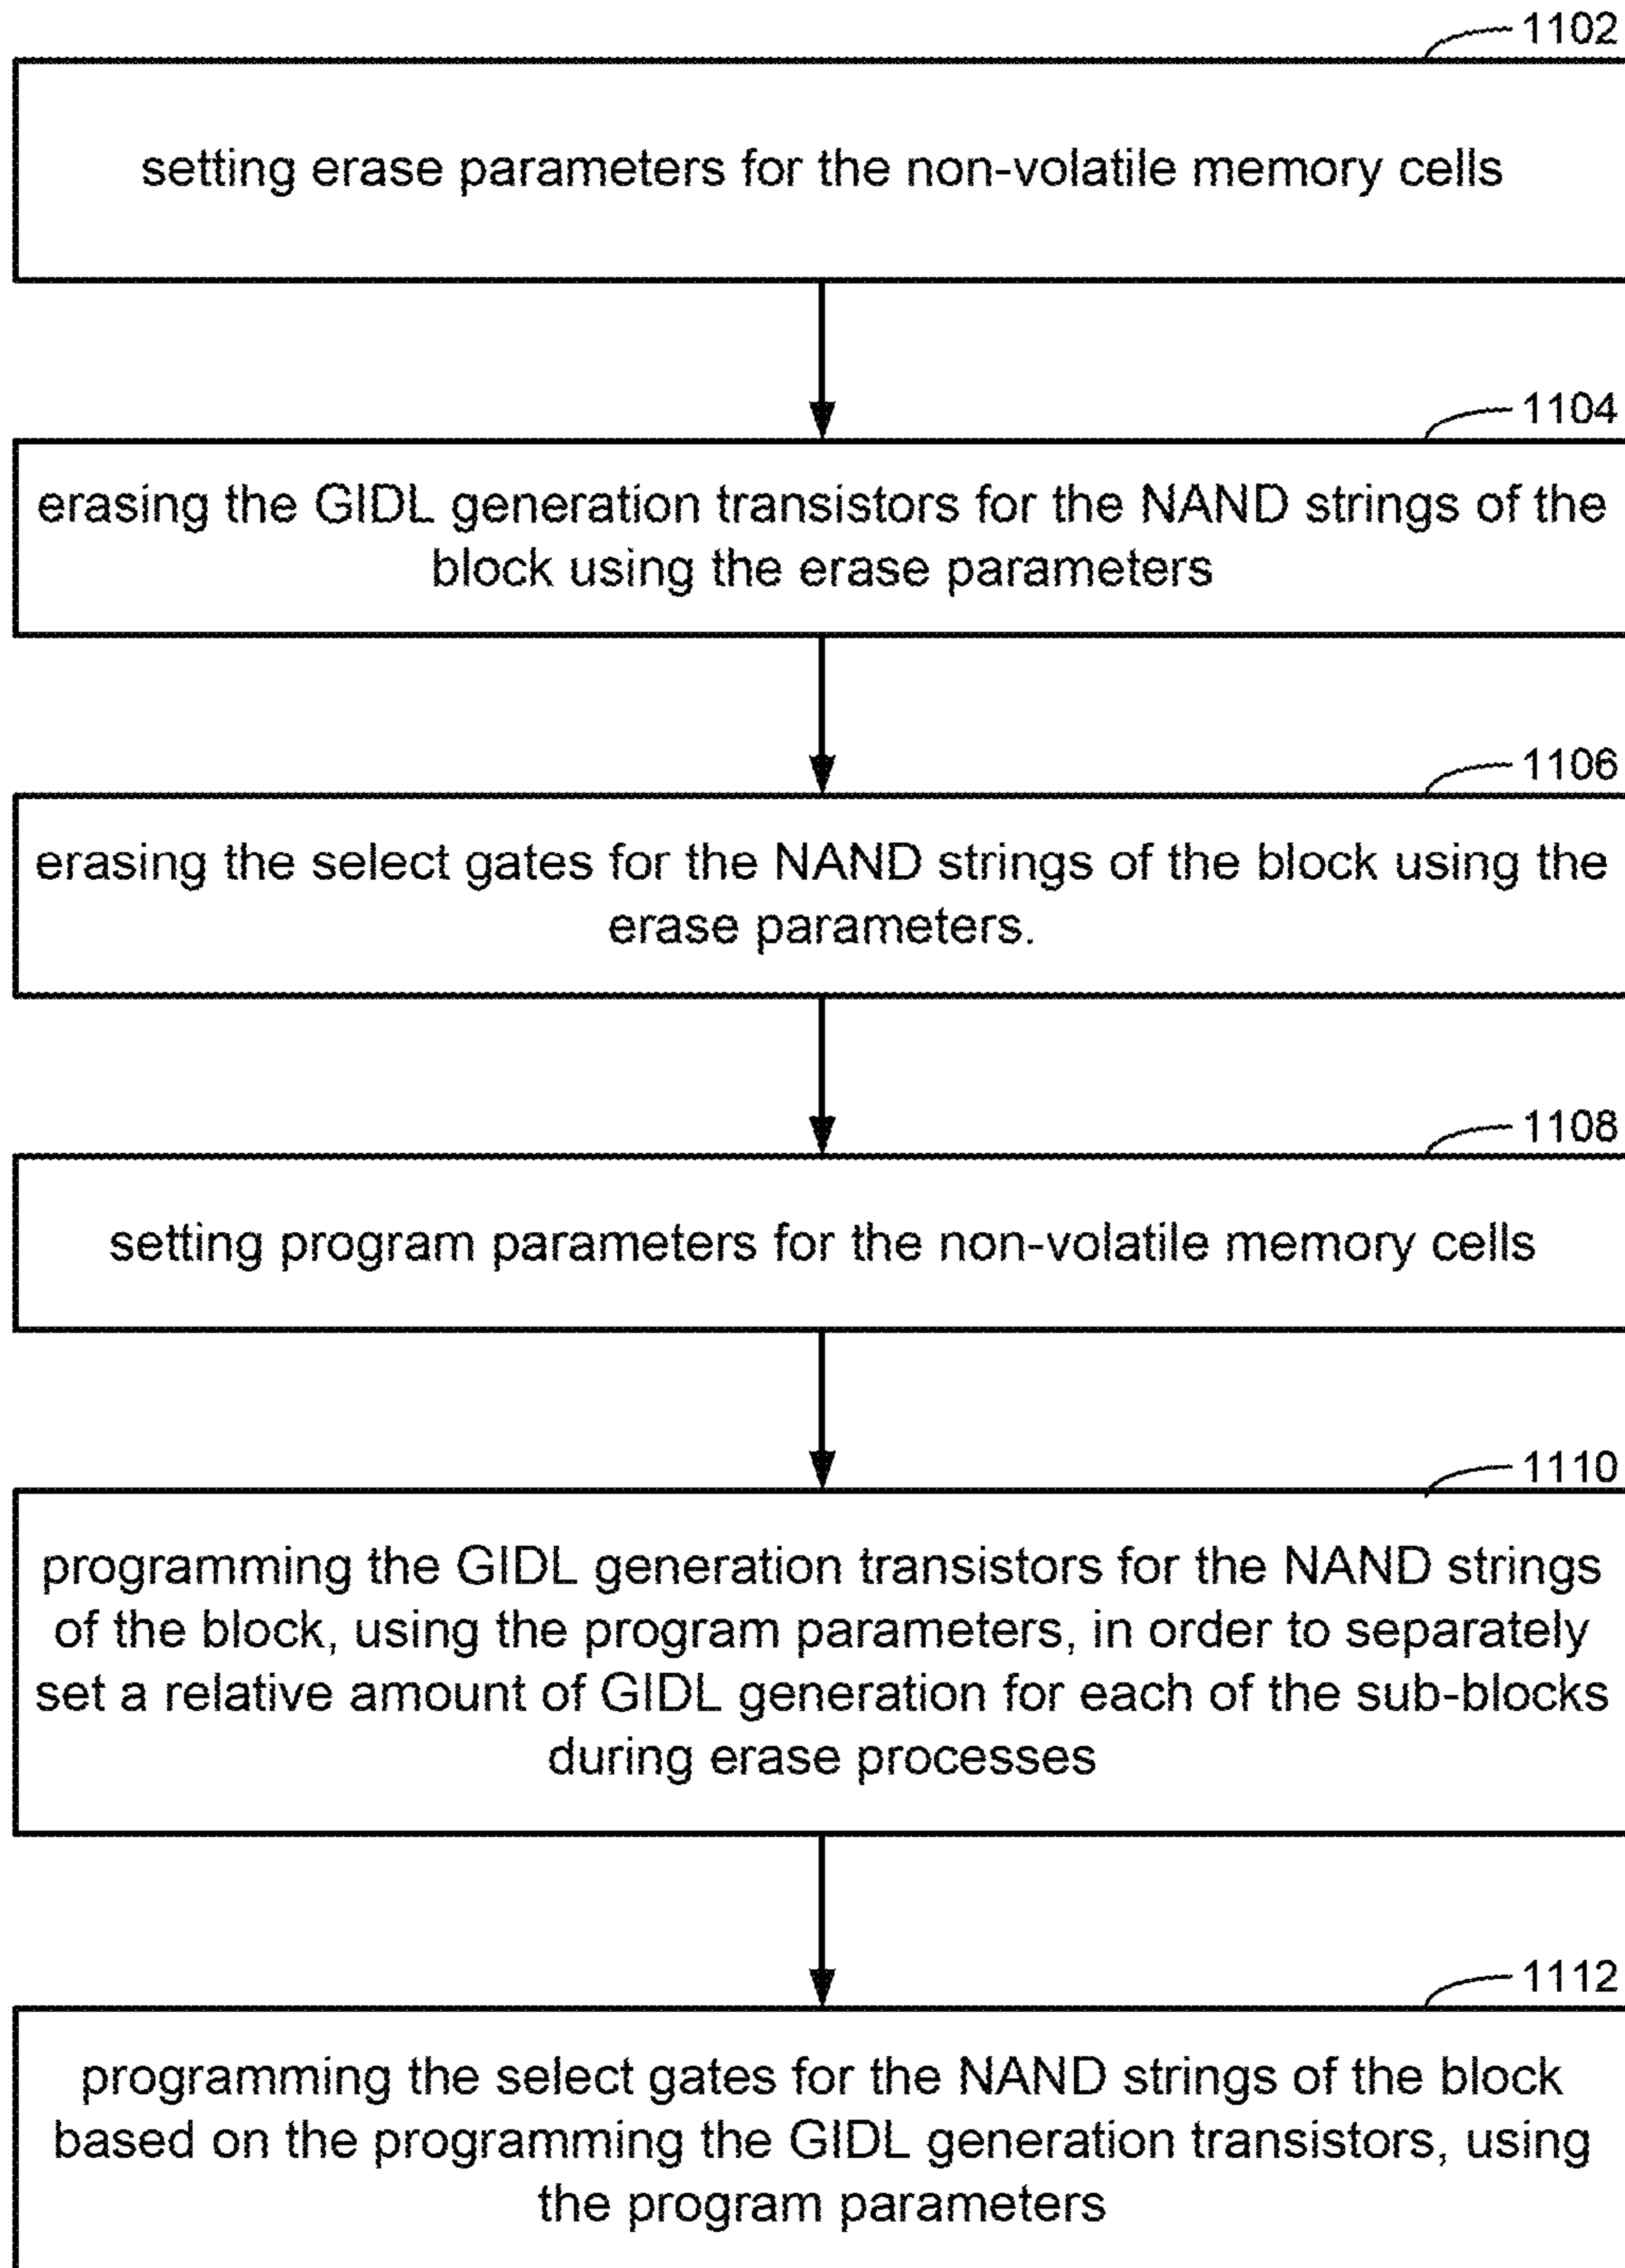 1102
setting erase parameters for the non-volatile memory cells
1104
erasing the GIDL generation transistors for the NAND strings of the
block using the erase parameters
1106
erasing the select gates for the NAND strings of the block using the
erase parameters.
1108
setting program parameters for the non-volatile memory cells
1110
programming the GIDL generation transistors for the NAND strings
of the block, using the program parameters, in order to separately
set a relative amount of GIDL generation for each of the sub-blocks
during erase processes
1112
programming the select gates for the NAND strings of the block
based on the programming the GIDL generation transistors, using
the program parameters